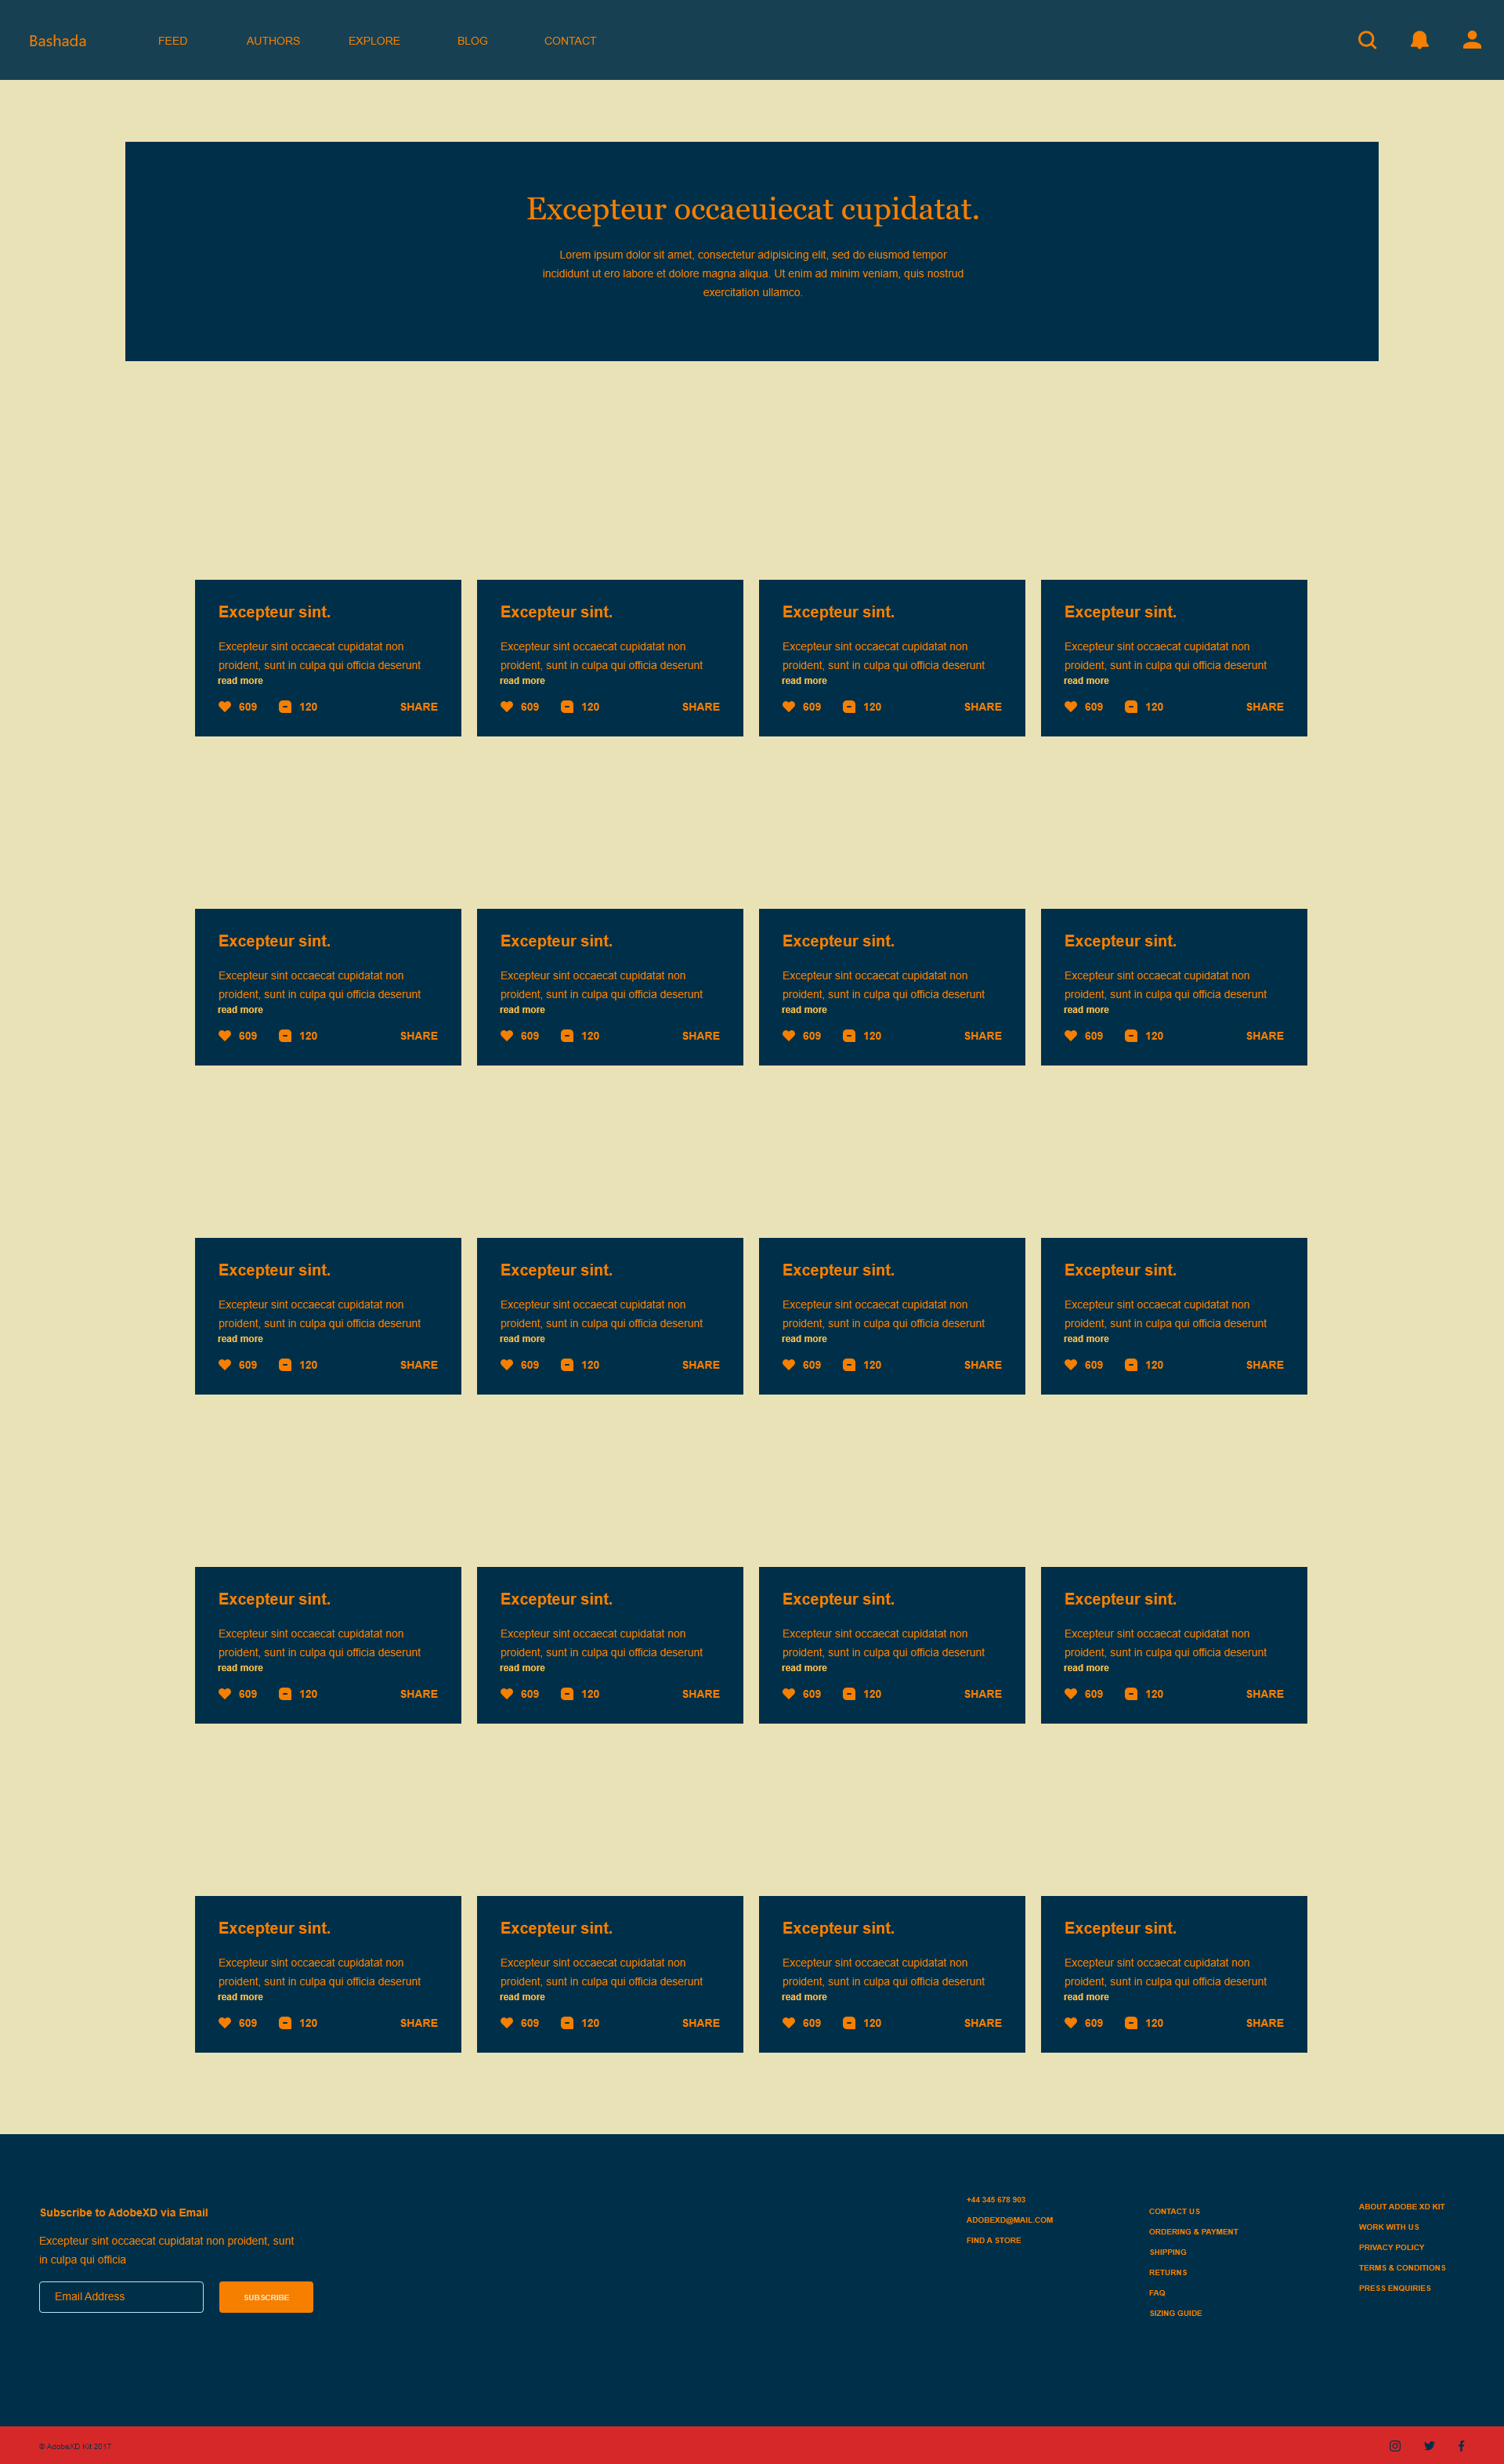 Bashada
FEED
AUTHORS
EXPLORE
BLOG
CONTACT
Excepteur occaeuiecat cupidatat.
Lorem ipsum dolor sit amet, consectetur adipisicing elit, sed do eiusmod tempor
incididunt ut ero labore et dolore magna aliqua. Ut enim ad minim veniam, quis nostrud
exercitation ullamco.
Excepteur sint.
Excepteur sint occaecat cupidatat non
proident, sunt in culpa qui officia deserunt
read more
609 120 SHARE
Excepteur sint.
Excepteur sint occaecat cupidatat non
proident, sunt in culpa qui officia deserunt
read more
609 120 SHARE
Excepteur sint.
Excepteur sint occaecat cupidatat non
proident, sunt in culpa qui officia deserunt
read more
609 120 SHARE
Excepteur sint.
Excepteur sint occaecat cupidatat non
proident, sunt in culpa qui officia deserunt
read more
609 120 SHARE
Excepteur sint.
Excepteur sint occaecat cupidatat non
proident, sunt in culpa qui officia deserunt
read more
609 120 SHARE
Excepteur sint.
Excepteur sint occaecat cupidatat non
proident, sunt in culpa qui officia deserunt
read more
609 120 SHARE
Excepteur sint.
Excepteur sint occaecat cupidatat non
proident, sunt in culpa qui officia deserunt
read more
609 120 SHARE
Excepteur sint.
Excepteur sint occaecat cupidatat non
proident, sunt in culpa qui officia deserunt
read more
609 120 SHARE
Excepteur sint.
Excepteur sint occaecat cupidatat non
proident, sunt in culpa qui officia deserunt
read more
609 120 SHARE
Excepteur sint.
Excepteur sint occaecat cupidatat non
proident, sunt in culpa qui officia deserunt
read more
609 120 SHARE
Excepteur sint.
Excepteur sint occaecat cupidatat non
proident, sunt in culpa qui officia deserunt
read more
609 120 SHARE
Excepteur sint.
Excepteur sint occaecat cupidatat non
proident, sunt in culpa qui officia deserunt
read more
609 120 SHARE
Excepteur sint.
Excepteur sint occaecat cupidatat non
proident, sunt in culpa qui officia deserunt
read more
609 120 SHARE
Excepteur sint.
Excepteur sint occaecat cupidatat non
proident, sunt in culpa qui officia deserunt
read more
609 120 SHARE
Excepteur sint.
Excepteur sint occaecat cupidatat non
proident, sunt in culpa qui officia deserunt
read more
609 120 SHARE
Excepteur sint.
Excepteur sint occaecat cupidatat non
proident, sunt in culpa qui officia deserunt
read more
609 120 SHARE
Excepteur sint.
Excepteur sint occaecat cupidatat non
proident, sunt in culpa qui officia deserunt
read more
609 120 SHARE
Excepteur sint.
Excepteur sint occaecat cupidatat non
proident, sunt in culpa qui officia deserunt
read more
609 120 SHARE
Excepteur sint.
Excepteur sint occaecat cupidatat non
proident, sunt in culpa qui officia deserunt
read more
609 120 SHARE
Excepteur sint.
Excepteur sint occaecat cupidatat non
proident, sunt in culpa qui officia deserunt
read more
609 120 SHARE
Subscribe to AdobeXD via Email
Excepteur sint occaecat cupidatat non proident, sunt
in culpa qui officia
Email Address
SUBSCRIBE
+44 345 678 903
ADOBEXD@MAIL.COM
FIND A STORE
CONTACT US
ORDERING & PAYMENT
SHIPPING
RETURNS
FAQ
SIZING GUIDE
ABOUT ADOBE XD KIT
WORK WITH US
PRIVACY POLICY
TERMS & CONDITIONS
PRESS ENQUIRIES
© AdobeXD Kit 2017